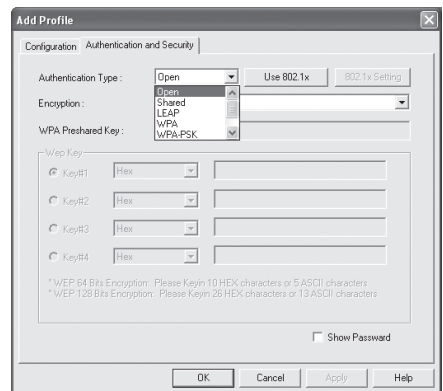 Add Profile
Configuration Authentication and Security
Authentication Type : Open Use 802.1x 802.1x Setting
Open
Shared
LEAP
WPA
WPA-PSK
Encryption :
WPA Preshared Key :
Wep Key
Key#1 Hex
Key#2 Hex
Key#3 Hex
Key#4 Hex
* WEP 64 Bits Encryption: Please Keyin 10 HEX characters or 5 ASCII characters
* WEP 128 Bits Encryption: Please Keyin 26 HEX characters or 13 ASCII characters
Show Passward
OK Cancel Apply Help